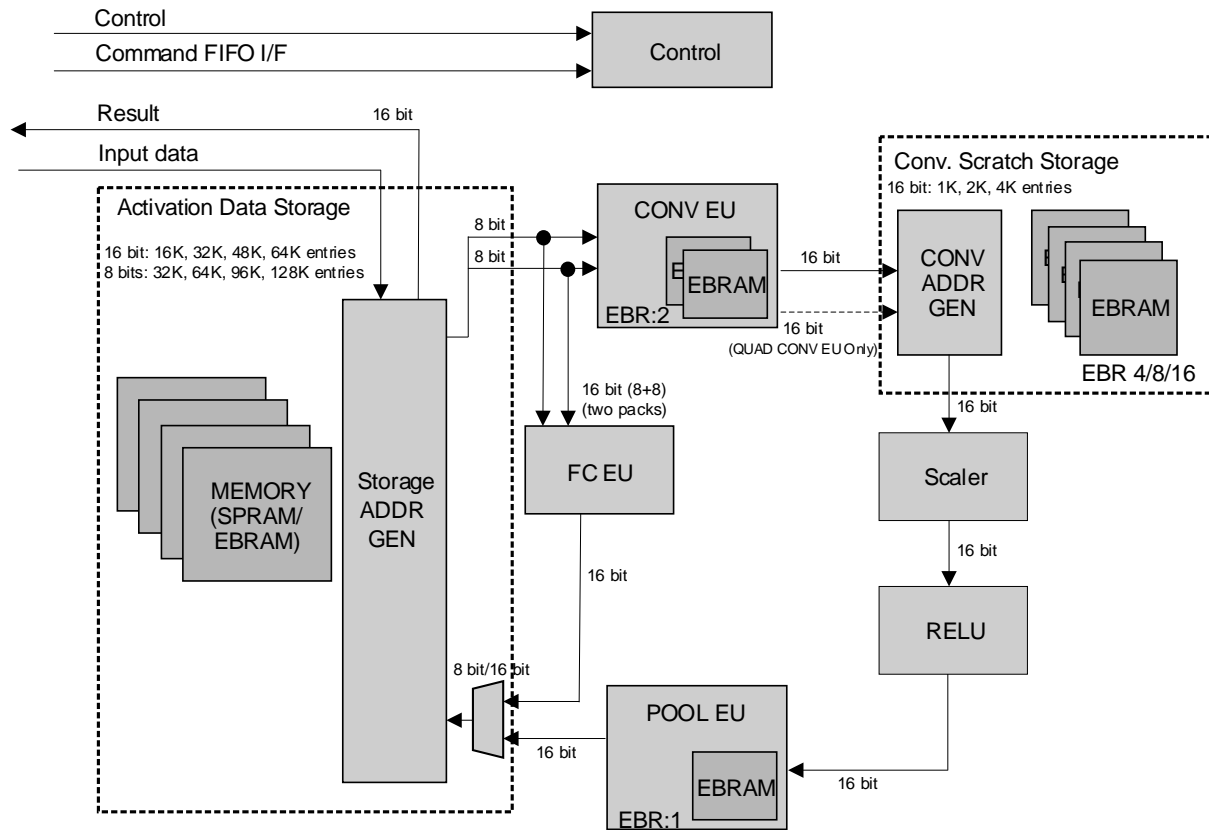 Control
Command FIFO I/F
Control
Result
16 bit
Input data
Activation Data Storage
16 bit: 16K, 32K, 48K, 64K entries
8 bits: 32K, 64K, 96K, 128K entries
MEMORY
(SPRAM/
EBRAM)
Storage
ADDR
GEN
8 bit
8 bit
CONV EU
EBRAM
EBR:2
16 bit
16 bit
(QUAD CONV EU Only)
Conv. Scratch Storage
16 bit: 1K, 2K, 4K entries
CONV
ADDR
GEN
EBRAM
EBR 4/8/16
16 bit (8+8)
(two packs)
FC EU
16 bit
16 bit
Scaler
16 bit
RELU
16 bit
8 bit/16 bit
POOL EU
EBRAM
EBR:1
16 bit